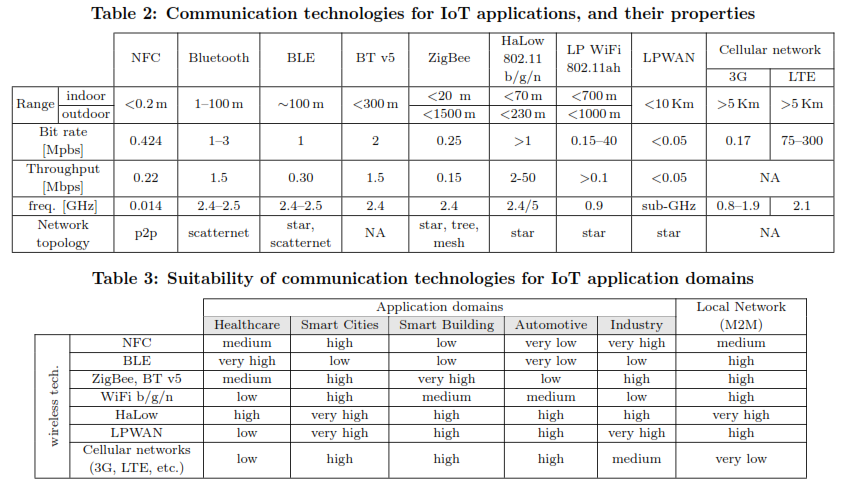 Table 2: Communication technologies for IoT applications, and their properties
NFC Bluetooth BLE BT v5 ZigBee HaLow 802.11 b/g/n LP WiFi 802.11ah LPWAN Cellular network
3G LTE
Range indoor <0.2 m 1–100 m ~100 m <300 m <20 m <70 m <700 m <10 Km >5 Km >5 Km
outdoor <1500 m <230 m <1000 m
Bit rate [Mpbs] 0.424 1–3 1 2 0.25 >1 0.15–40 <0.05 0.17 75–300
Throughput [Mbps] 0.22 1.5 0.30 1.5 0.15 2-50 >0.1 <0.05 NA
freq. [GHz] 0.014 2.4–2.5 2.4–2.5 2.4 2.4 2.4/5 0.9 sub-GHz 0.8–1.9 2.1
Network topology p2p scatternet star, scatternet NA star, tree, mesh star star star NA
Table 3: Suitability of communication technologies for IoT application domains
Application domains Local Network (M2M)
Healthcare Smart Cities Smart Building Automotive Industry
wireless tech.
NFC medium high low very low very high medium
BLE very high low low very low low high
ZigBee, BT v5 medium high very high low high high
WiFi b/g/n low high medium medium low high
HaLow high very high high high high very high
LPWAN low very high high high very high high
Cellular networks (3G, LTE, etc.) low high high high medium very low